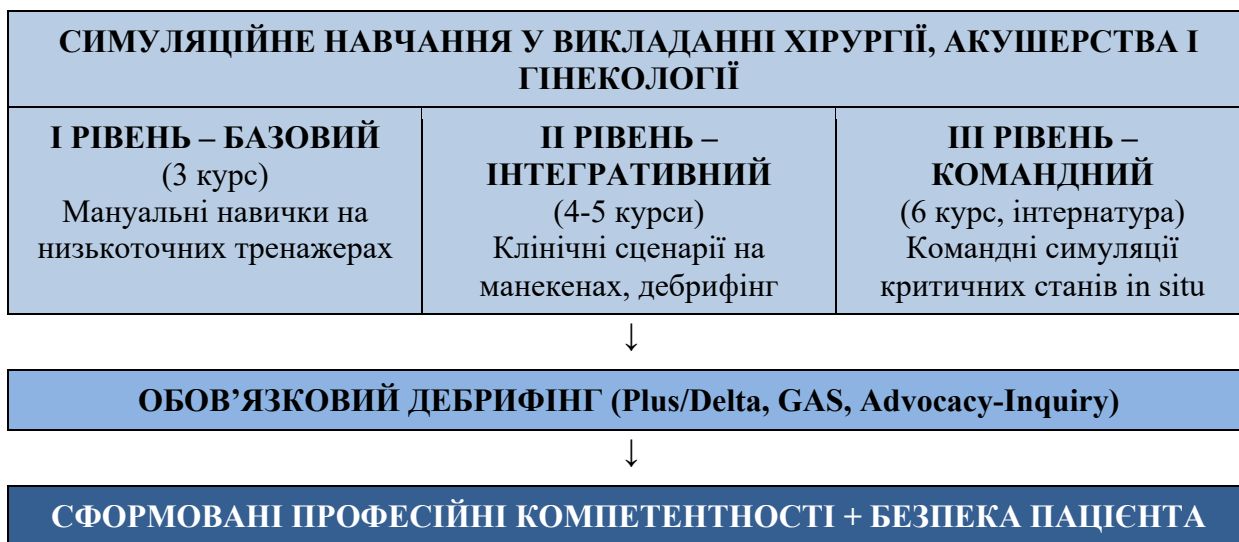 СИМУЛЯЦІЙНЕ НАВЧАННЯ У ВИКЛАДАННІ ХІРУРГІЇ, АКУШЕРСТВА І
ГІНЕКОЛОГІЇ
І РІВЕНЬ – БАЗОВИЙ
(3 курс)
Мануальні навички на
низькоточних тренажерах
ІІ РІВЕНЬ –
ІНТЕГРАТИВНИЙ
(4-5 курси)
Клінічні сценарії на
манекенах, дебрифінг
ІІІ РІВЕНЬ –
КОМАНДНИЙ
(6 курс, інтернатура)
Командні симуляції
критичних станів in situ
↓
ОБОВ’ЯЗКОВИЙ ДЕБРИФІНГ (Plus/Delta, GAS, Advocacy-Inquiry)
↓
СФОРМОВАНІ ПРОФЕСІЙНІ КОМПЕТЕНТНОСТІ + БЕЗПЕКА ПАЦІЄНТА